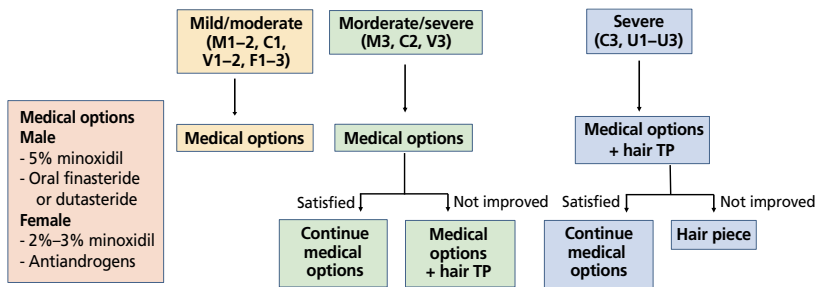 Mild/moderate
(M1–2, C1,
V1–2, F1–3)
Morderate/severe
(M3, C2, V3)
Severe
(C3, U1–U3)
Medical options
Male
- 5% minoxidil
- Oral finasteride
or dutasteride
Female
- 2%–3% minoxidil
- Antiandrogens
Medical options
Medical options
Medical options
+ hair TP
Satisfied
Not improved
Satisfied
Not improved
Continue
medical
options
Medical
options
+ hair TP
Continue
medical
options
Hair piece